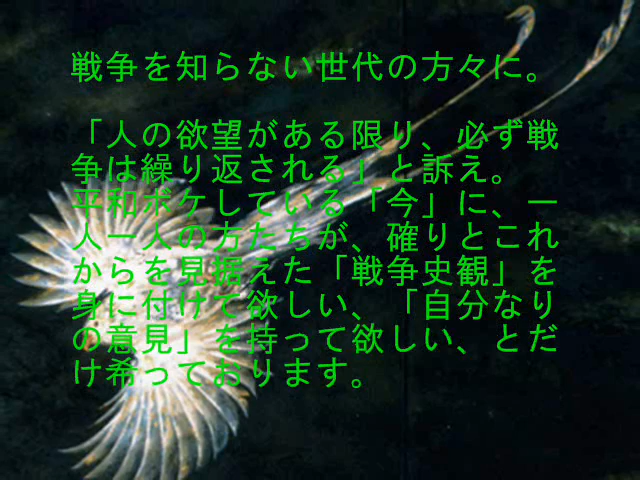 戦争を知らない世代の方々に。
「人の欲望がある限り、必ず戦
争は繰り返される」と訴え。
平和ボケしている「今」に、一
人一人の方たちが、確りとこれ
からを見据えた「戦争史観」を
身に付けて欲しい、「自分なり
の意見」を持って欲しい、とだ
け希っております。